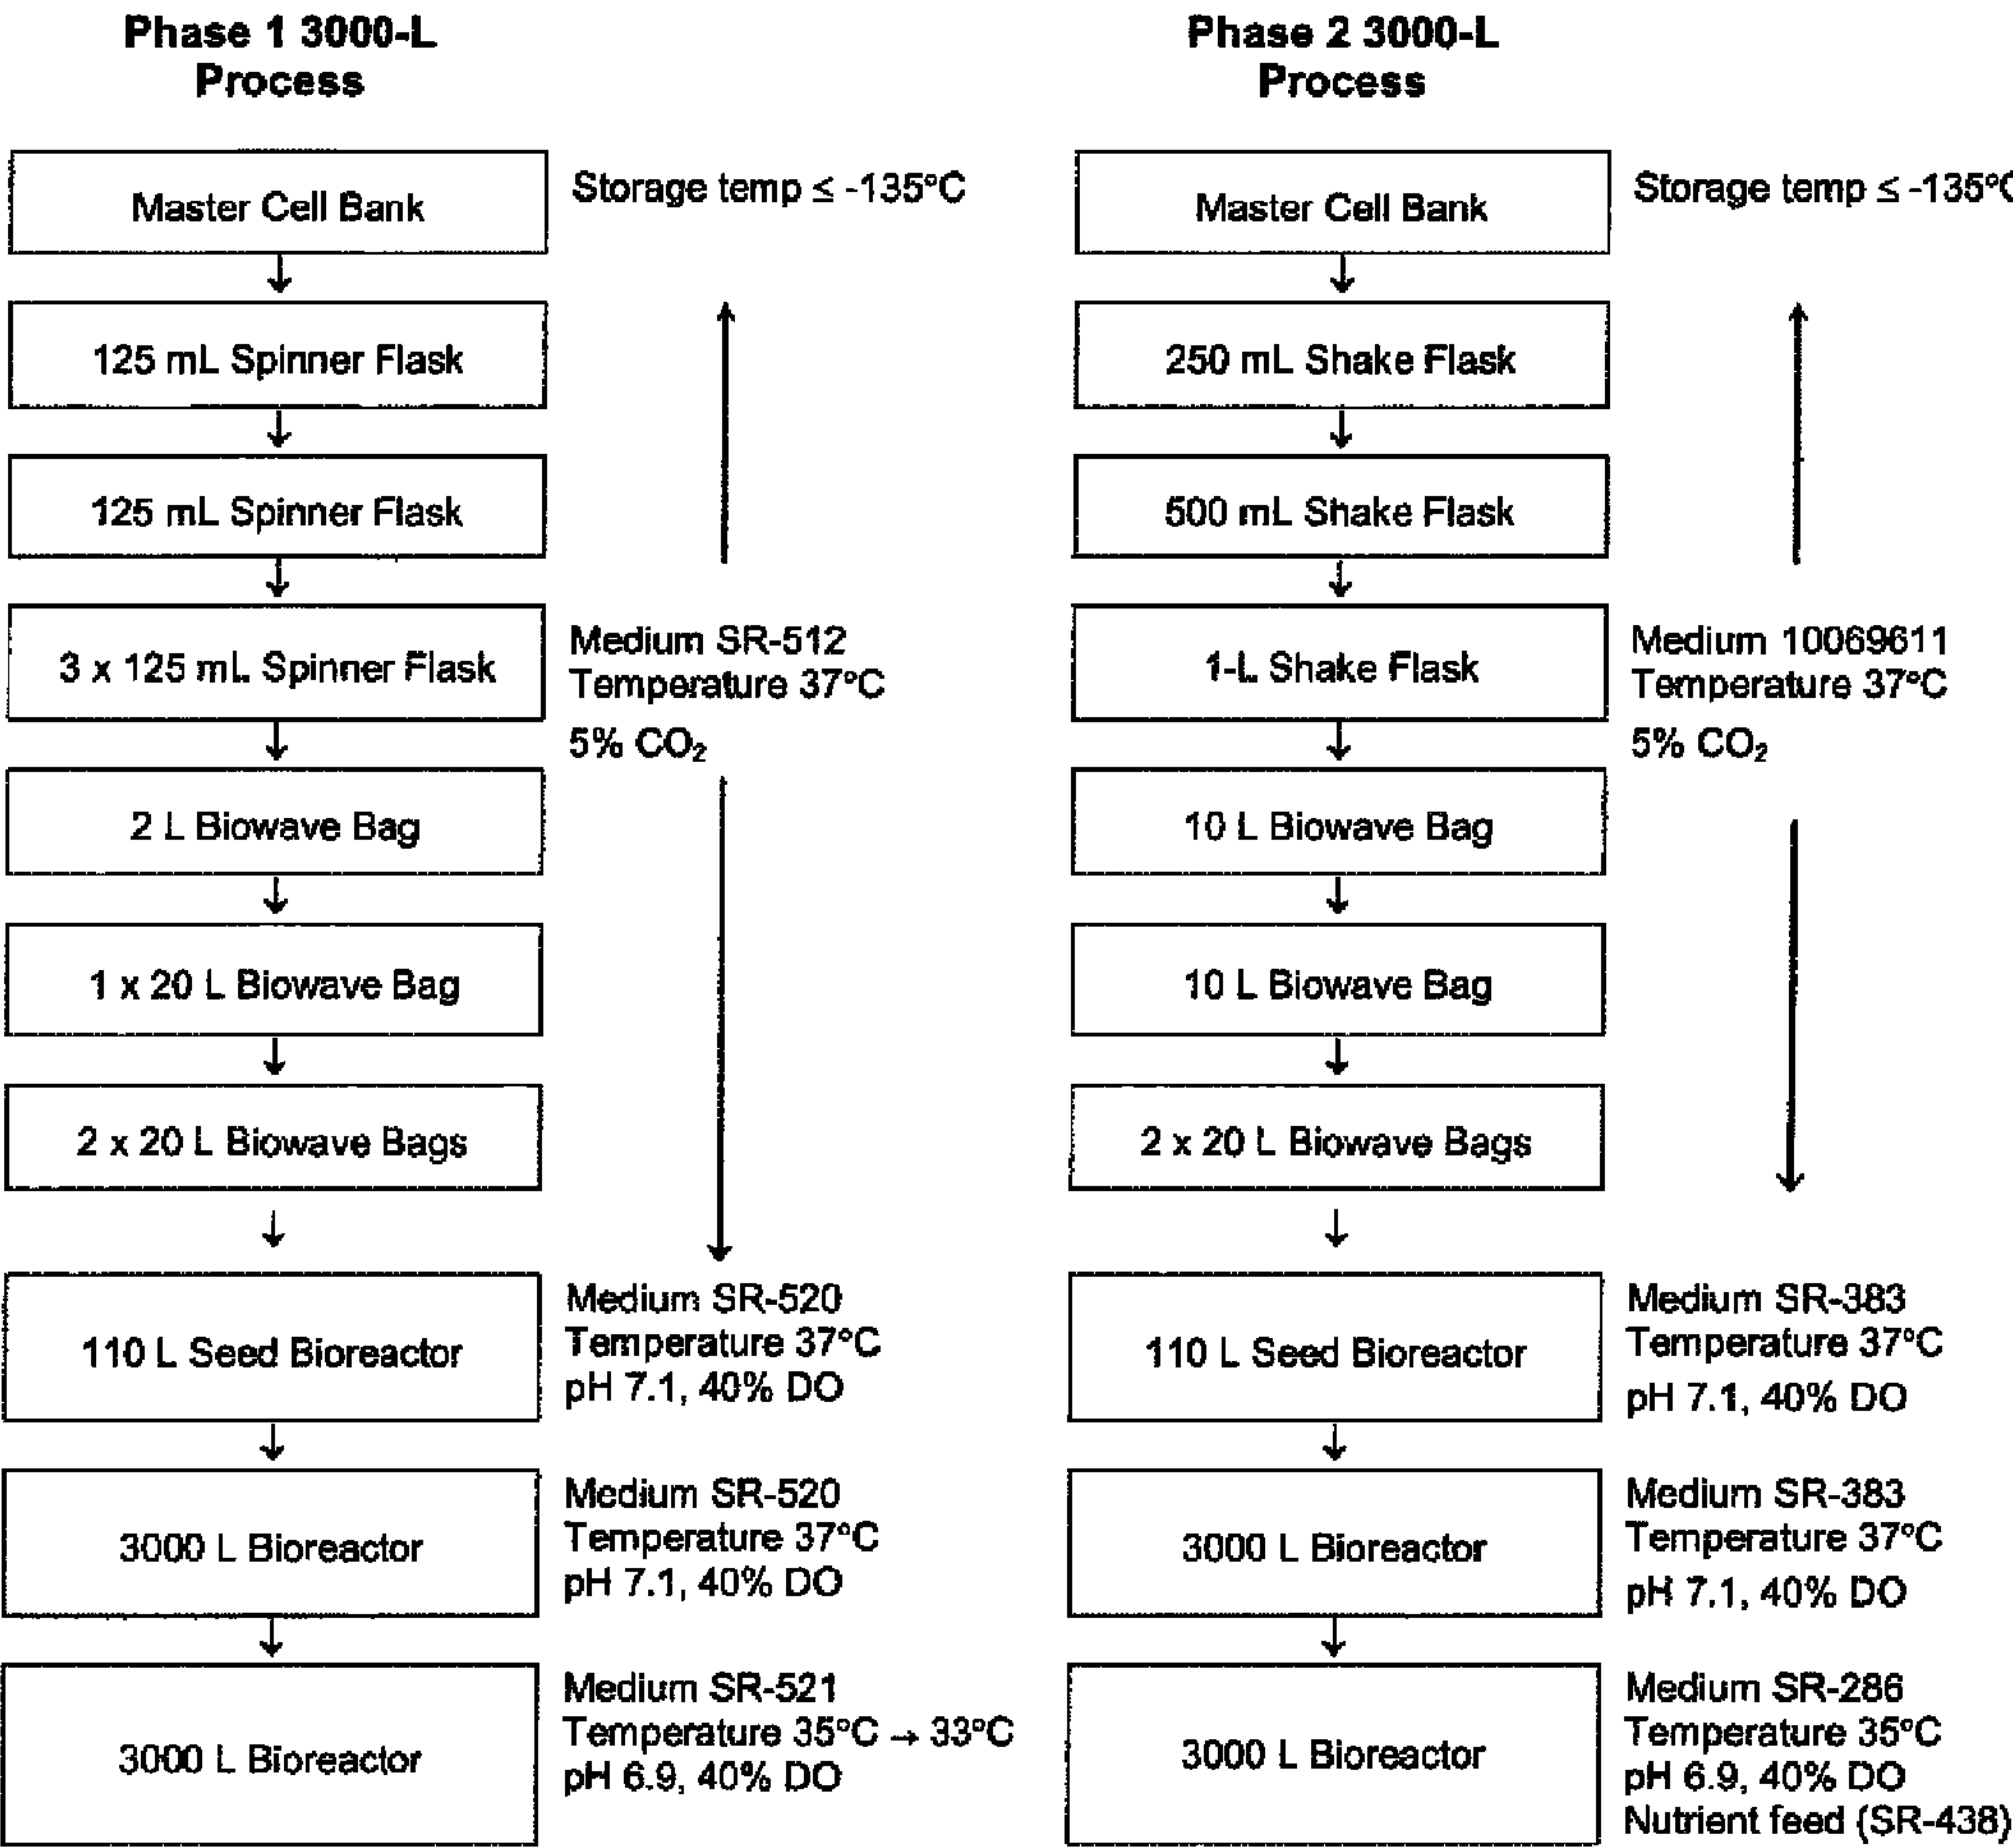 Phase 1 3000-L
Process
Master Cell Bank
Storage temp ≤ -135°C
125 mL Spinner Flask
125 mL Spinner Flask
3 x 125 mL Spinner Flask
Medium SR-512
Temperature 37°C
5% CO₂
2 L Biowave Bag
1 x 20 L Biowave Bag
2 x 20 L Biowave Bags
110 L Seed Bioreactor
Medium SR-520
Temperature 37°C
pH 7.1, 40% DO
3000 L Bioreactor
Medium SR-520
Temperature 37°C
pH 7.1, 40% DO
3000 L Bioreactor
Medium SR-521
Temperature 35°C → 33°C
pH 6.9, 40% DO
Phase 2 3000-L
Process
Master Cell Bank
Storage temp ≤ -135°C
250 mL Shake Flask
500 mL Shake Flask
1-L Shake Flask
Medium 10069611
Temperature 37°C
5% CO₂
10 L Biowave Bag
10 L Biowave Bag
2 x 20 L Biowave Bags
110 L Seed Bioreactor
Medium SR-383
Temperature 37°C
pH 7.1, 40% DO
3000 L Bioreactor
Medium SR-383
Temperature 37°C
pH 7.1, 40% DO
3000 L Bioreactor
Medium SR-286
Temperature 35°C
pH 6.9, 40% DO
Nutrient feed (SR-438)